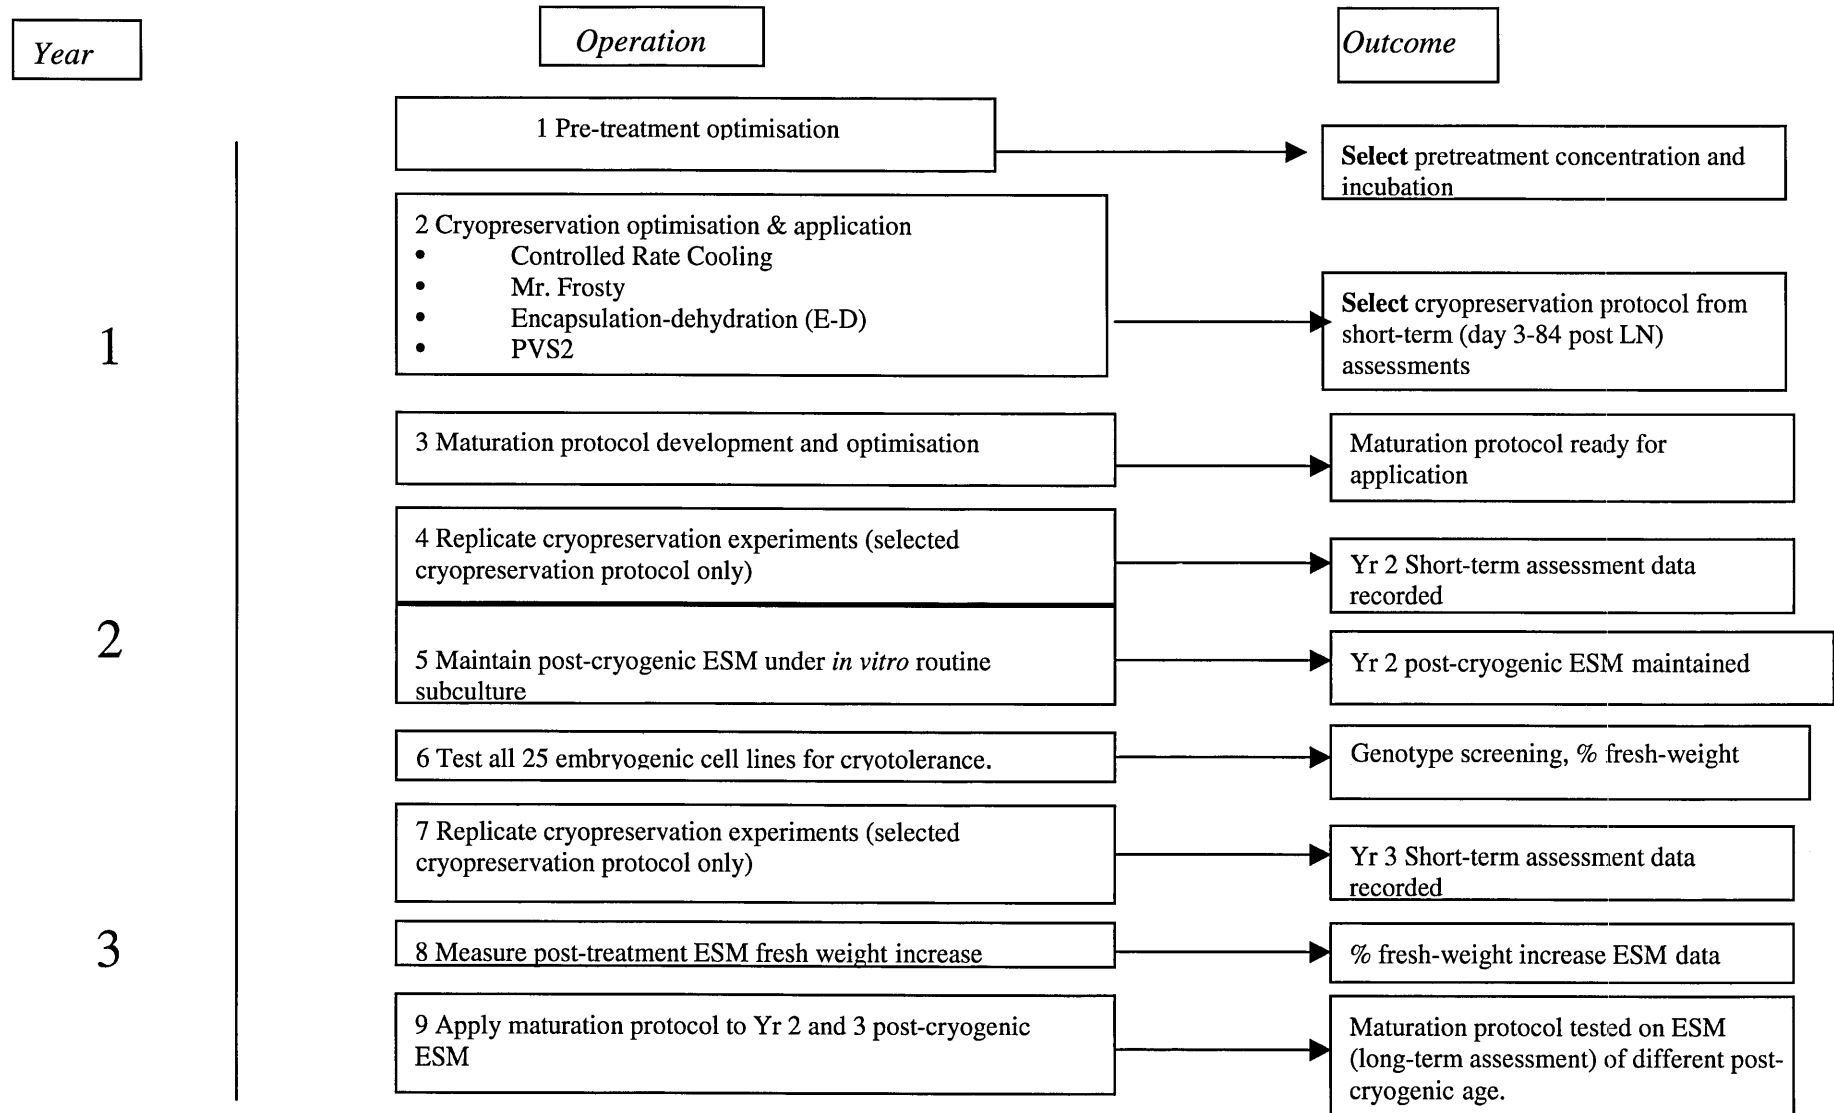 Year
Operation
Outcome
1 Pre-treatment optimisation
Select pretreatment concentration and
incubation
2 Cryopreservation optimisation & application
• Controlled Rate Cooling
• Mr. Frosty
• Encapsulation-dehydration (E-D)
• PVS2
Select cryopreservation protocol from
short-term (day 3-84 post LN)
assessments
1
3 Maturation protocol development and optimisation
Maturation protocol ready for
application
4 Replicate cryopreservation experiments (selected
cryopreservation protocol only)
Yr 2 Short-term assessment data
recorded
2
5 Maintain post-cryogenic ESM under in vitro routine
subculture
Yr 2 post-cryogenic ESM maintained
6 Test all 25 embryogenic cell lines for cryotolerance.
Genotype screening, % fresh-weight
7 Replicate cryopreservation experiments (selected
cryopreservation protocol only)
Yr 3 Short-term assessment data
recorded
3
8 Measure post-treatment ESM fresh weight increase
% fresh-weight increase ESM data
9 Apply maturation protocol to Yr 2 and 3 post-cryogenic
ESM
Maturation protocol tested on ESM
(long-term assessment) of different post-
cryogenic age.